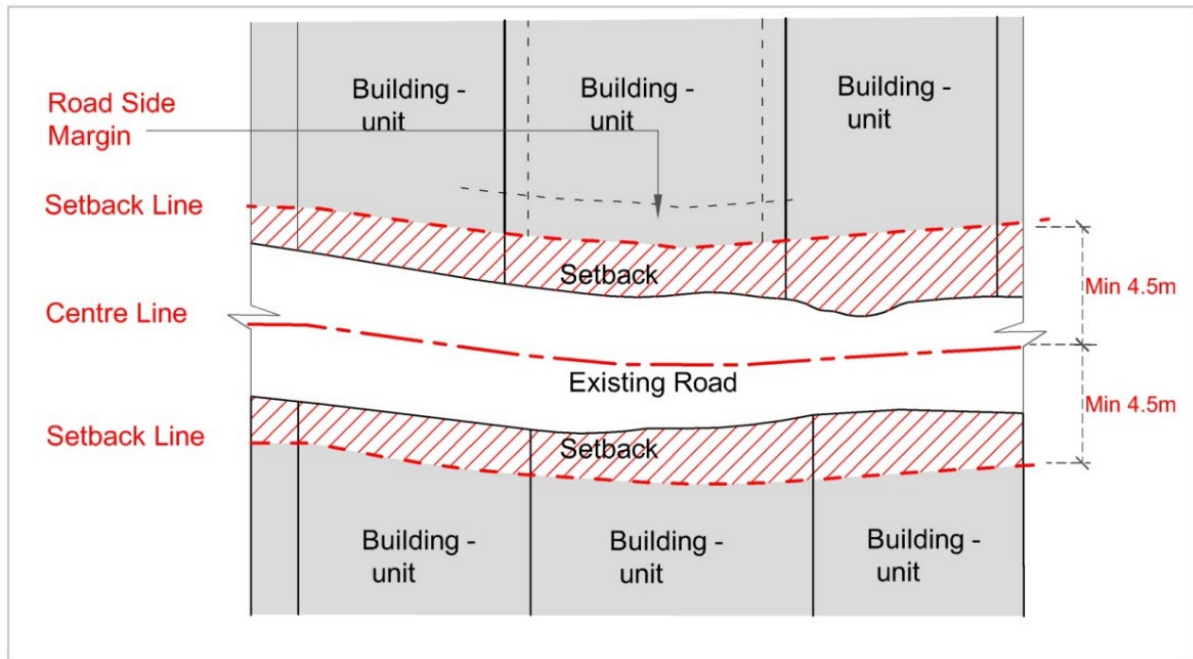 Building -
unit
Building -
unit
Building -
unit
Road Side
Margin
Setback Line
Setback
Min 4.5m
Centre Line
Existing Road
Min 4.5m
Setback Line
Setback
Building -
unit
Building -
unit
Building -
unit